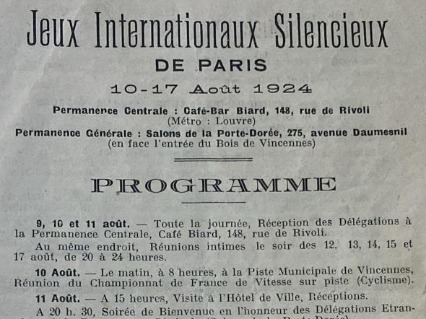 Jeux Internationaux Silencieux
DE PARIS
10-17 Août 1924
Permanence Centrale : Café-Bar Biard, 148, rue de Rivoli
(Métro : Louvre)
Permanence Générale : Salons de la Porte-Dorée, 275, avenue Daumesnil
(en face l'entrée du Bois de Vincennes)
PROGRAMME
9, 10 et 11 août. — Toute la journée, Réception des Délégations à
la Permanence Centrale, Café Biard, 148, rue de Rivoli.
Au même endroit, Réunions intimes le soir des 12, 13, 14, 15 et
17 août, de 20 à 24 heures.
10 Août. — Le matin, à 8 heures, à la Piste Municipale de Vincennes,
Réunion du Championnat de France de Vitesse sur piste (Cyclisme).
11 Août. — A 15 heures, Visite à l'Hôtel de Ville, Réceptions.
A 20 h. 30, Soirée de Bienvenue en l'honneur des Délégations Etran-